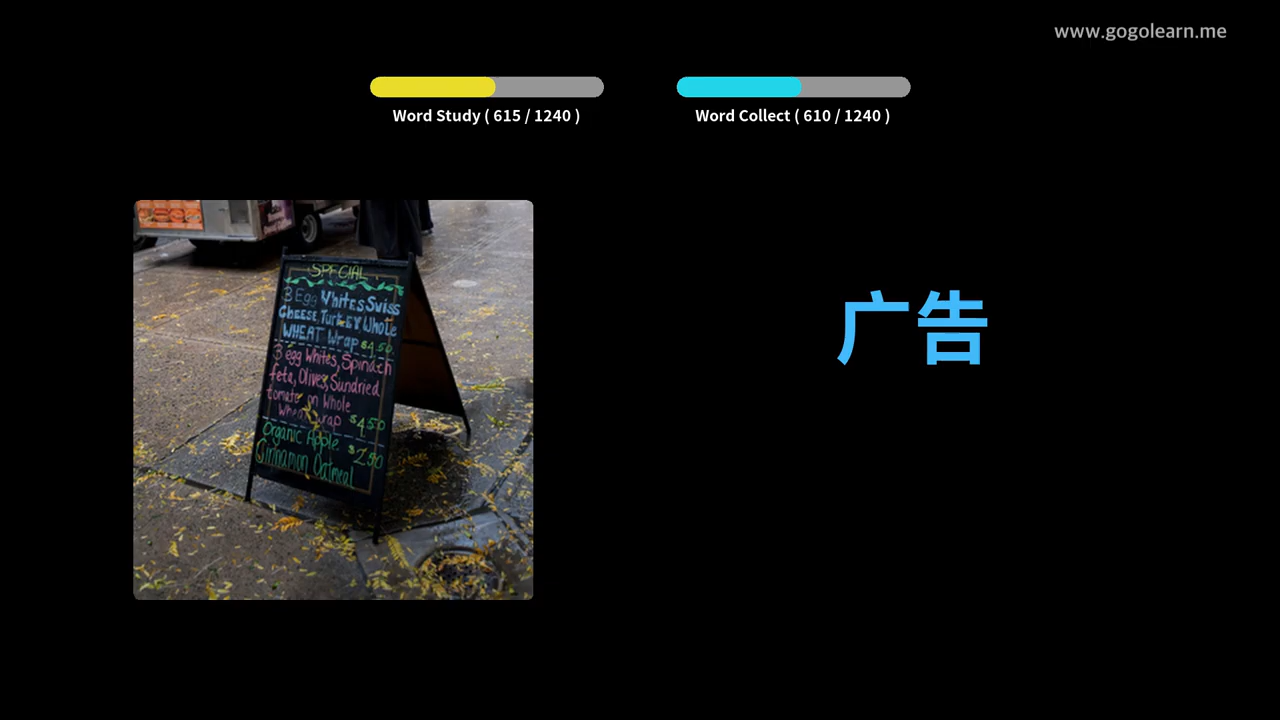 www.gogolearn.me
Word Study ( 615 / 1240 )
Word Collect ( 610 / 1240 )
SPECIAL
3 Egg Whites, Swiss
Cheese, Turkey Whole
WHEAT Wrap $4.50
3 egg Whites, Spinach
feta, Olives, Sundried
tomato on Whole
Wheat wrap $4.50
Organic Apple
Cinnamon Oatmeal $2.50
广告